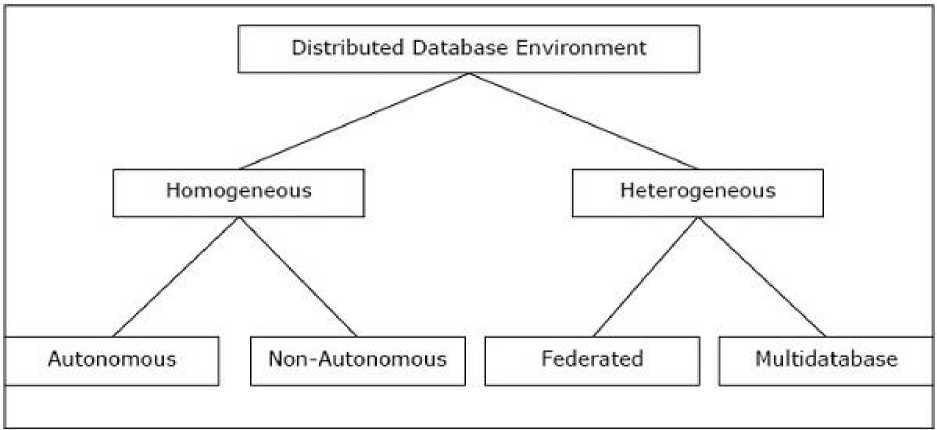 Distributed Database Environment
Homogeneous
Heterogeneous
Autonomous
Non-Autonomous
Federated
Multidatabase